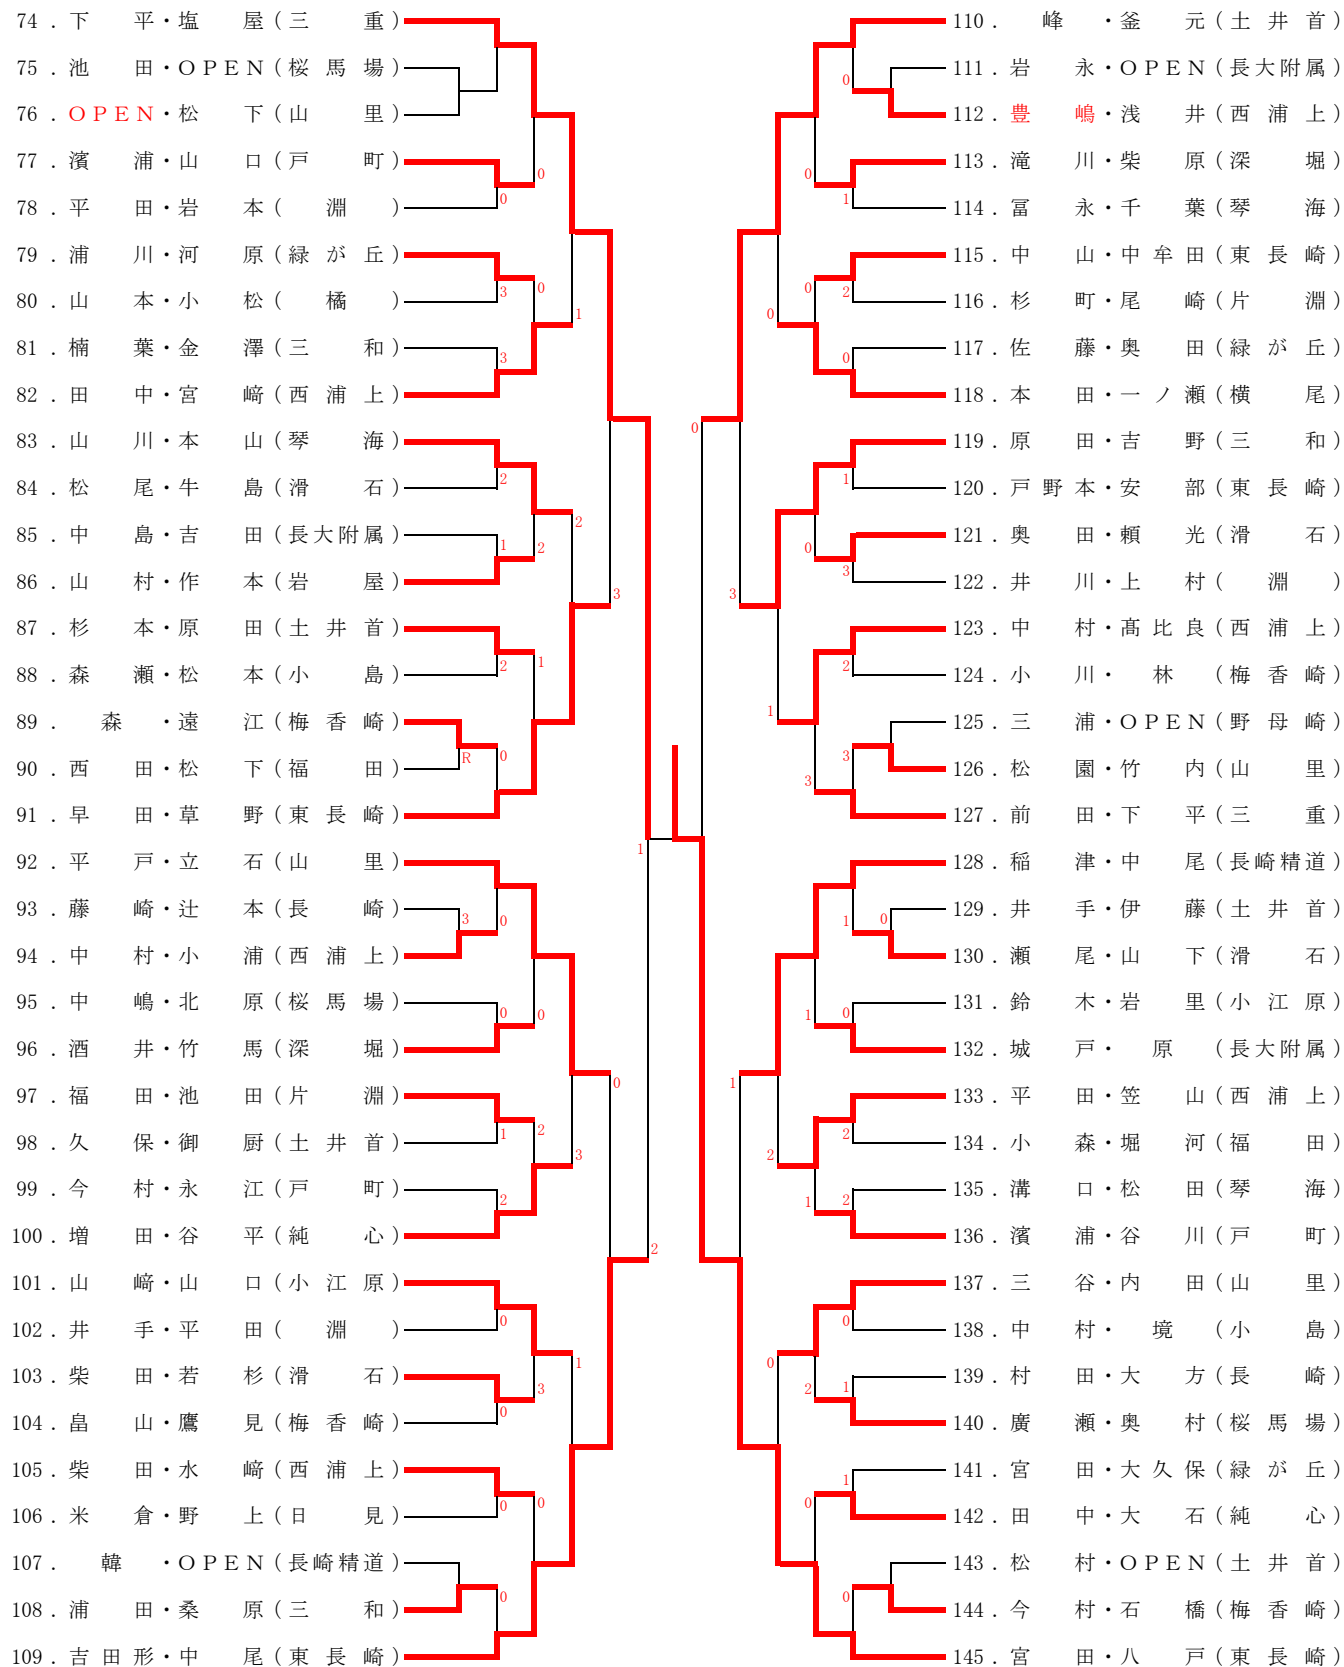 74．下　平・塩　屋（三　重）
75．池　田・ＯＰＥＮ（桜馬場）
76．ＯＰＥＮ・松　下（山　里）
77．濱　浦・山　口（戸　町）
78．平　田・岩　本（　淵　）
79．浦　川・河　原（緑が丘）
80．山　本・小　松（　橘　）
81．楠　葉・金　澤（三　和）
82．田　中・宮　﨑（西浦上）
83．山　川・本　山（琴　海）
84．松　尾・牛　島（滑　石）
85．中　島・吉　田（長大附属）
86．山　村・作　本（岩　屋）
87．杉　本・原　田（土井首）
88．森　瀬・松　本（小　島）
89．　森　・遠　江（梅香崎）
90．西　田・松　下（福　田）
91．早　田・草　野（東長崎）
92．平　戸・立　石（山　里）
93．藤　崎・辻　本（長　崎）
94．中　村・小　浦（西浦上）
95．中　嶋・北　原（桜馬場）
96．酒　井・竹　馬（深　堀）
97．福　田・池　田（片　淵）
98．久　保・御　厨（土井首）
99．今　村・永　江（戸　町）
100．増　田・谷　平（純　心）
101．山　﨑・山　口（小江原）
102．井　手・平　田（　淵　）
103．柴　田・若　杉（滑　石）
104．畠　山・鷹　見（梅香崎）
105．柴　田・水　﨑（西浦上）
106．米　倉・野　上（日　見）
107．　韓　・ＯＰＥＮ（長崎精道）
108．浦　田・桑　原（三　和）
109．吉田形・中　尾（東長崎）
0
0
3
0
3
1
2
1
2
2
2
1
R
0
3
3
0
0
0
1
2
2
3
0
0
0
3
1
0
0
0
2
1
110．　峰　・釜　元（土井首）
111．岩　永・ＯＰＥＮ（長大附属）
112．豊　嶋・浅　井（西浦上）
113．滝　川・柴　原（深　堀）
114．冨　永・千　葉（琴　海）
115．中　山・中牟田（東長崎）
116．杉　町・尾　崎（片　淵）
117．佐　藤・奥　田（緑が丘）
118．本　田・一ノ瀬（横　尾）
119．原　田・吉　野（三　和）
120．戸野本・安　部（東長崎）
121．奥　田・頼　光（滑　石）
122．井　川・上　村（　淵　）
123．中　村・髙比良（西浦上）
124．小　川・　林　（梅香崎）
125．三　浦・ＯＰＥＮ（野母崎）
126．松　園・竹　内（山　里）
127．前　田・下　平（三　重）
128．稲　津・中　尾（長崎精道）
129．井　手・伊　藤（土井首）
130．瀬　尾・山　下（滑　石）
131．鈴　木・岩　里（小江原）
132．城　戸・　原　（長大附属）
133．平　田・笠　山（西浦上）
134．小　森・堀　河（福　田）
135．溝　口・松　田（琴　海）
136．濱　浦・谷　川（戸　町）
137．三　谷・内　田（山　里）
138．中　村・　境　（小　島）
139．村　田・大　方（長　崎）
140．廣　瀬・奥　村（桜馬場）
141．宮　田・大久保（緑が丘）
142．田　中・大　石（純　心）
143．松　村・ＯＰＥＮ（土井首）
144．今　村・石　橋（梅香崎）
145．宮　田・八　戸（東長崎）
0
0
1
0
2
0
0
0
1
0
3
3
2
1
3
3
1
0
1
0
1
2
2
1
2
0
0
2
1
1
0
0